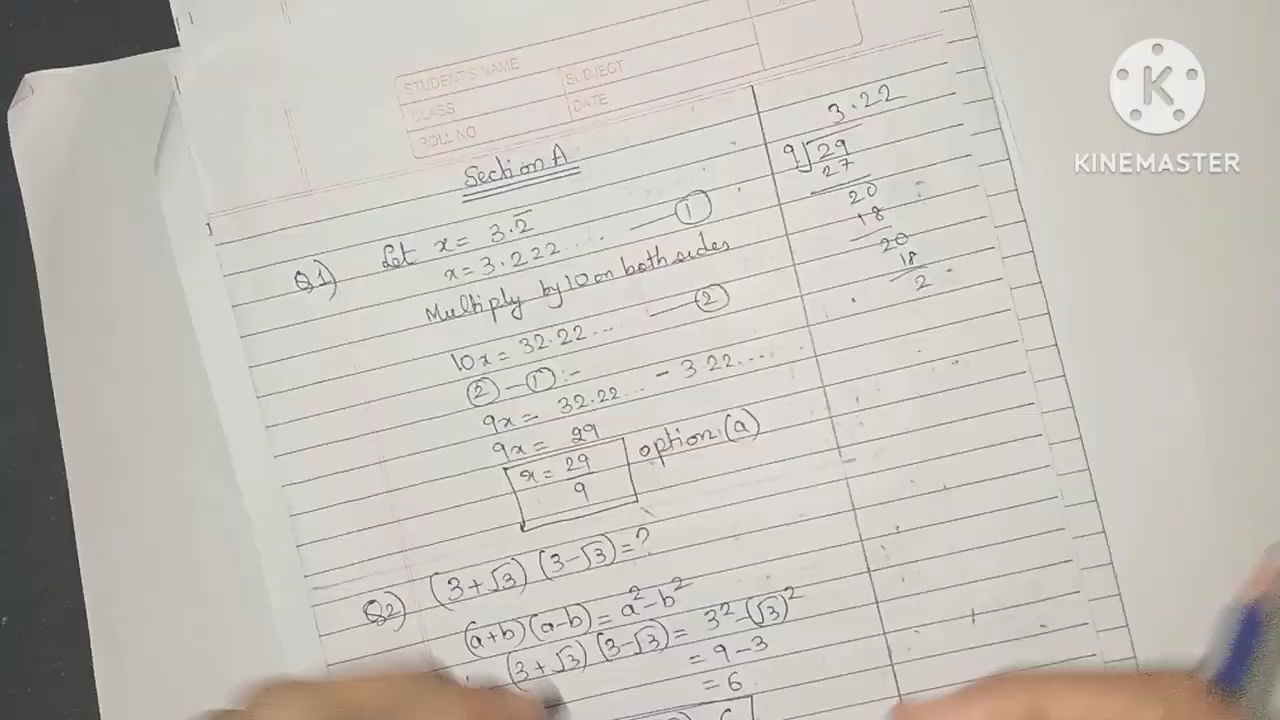 KINEMASTER
STUDENT'S NAME
CLASS
SUBJECT
ROLL NO
DATE
Section A
Q1) Let x = 3.2̅
x = 3.222.... — ①
Multiply by 10 on both sides
10x = 32.22... — ②
② - ① :-
9x = 32.22... - 3.22....
9x = 29
x = 29/9 option:(a)
3.22
9√29
27
20
18
20
18
2
Q2) (3+√3) (3-√3) = ?
(a+b) (a-b) = a² - b²
(3+√3) (3-√3) = 3² - (√3)²
= 9 - 3
= 6